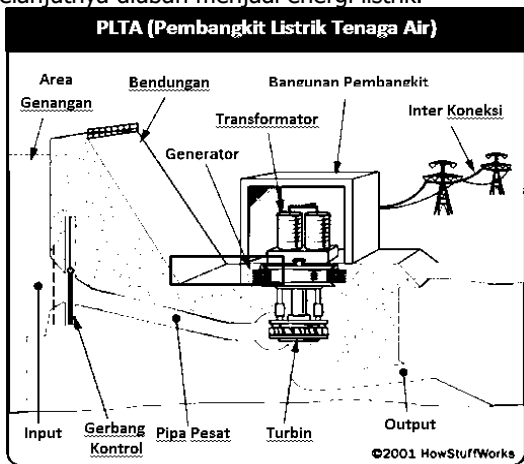 elanjutnya diubah menjadi energi listrik.
PLTA (Pembangkit Listrik Tenaga Air)
Area
Genangan
Bendungan
Bangunan Pembangkit
Transformator
Inter Koneksi
Generator
Input
Gerbang
Kontrol
Pipa Pesat
Turbin
Output
©2001 HowStuffWorks